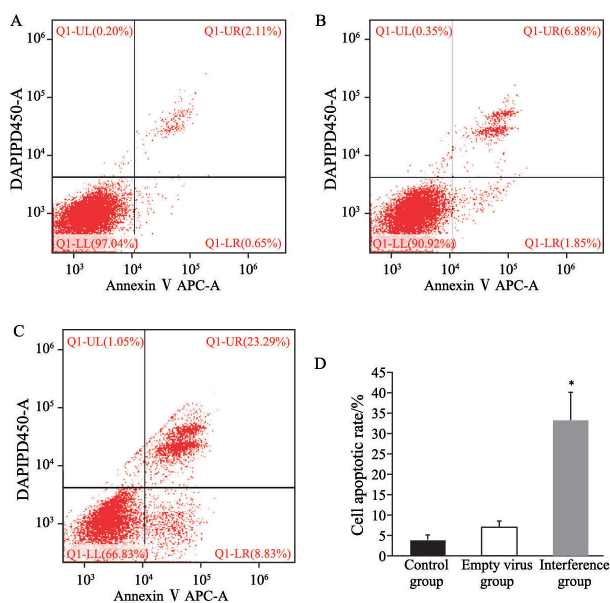 A
Q1-UL(0.20%) Q1-UR(2.11%)
10⁶
10⁵
10⁴
10³
DAPIPD450-A
Q1-LL(97.04%) Q1-LR(0.65%)
10³ 10⁴ 10⁵ 10⁶
Annexin V APC-A
B
Q1-UL(0.35%) Q1-UR(6.88%)
10⁶
10⁵
10⁴
10³
DAPIPD450-A
Q1-LL(90.92%) Q1-LR(1.85%)
10³ 10⁴ 10⁵ 10⁶
Annexin V APC-A
C
Q1-UL(1.05%) Q1-UR(23.29%)
10⁶
10⁵
10⁴
10³
DAPIPD450-A
Q1-LL(66.83%) Q1-LR(8.83%)
10³ 10⁴ 10⁵ 10⁶
Annexin V APC-A
D
Cell apoptotic rate/%
45
40
35
30
25
20
15
10
5
0
*
Control Empty virus Interference
group group group